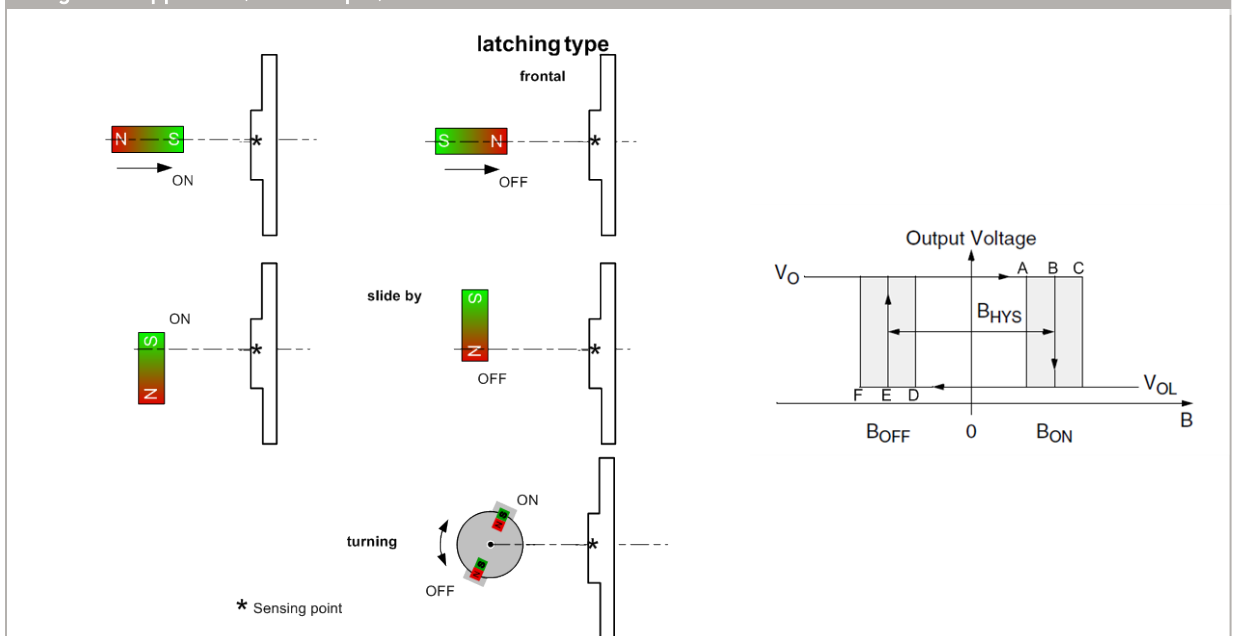 latching type
frontal
N S
*
ON
S N
*
OFF
Output Voltage
VO
A B C
BHYS
F E D
VOL
B
BOFF 0 BON
slide by
ON
S
N
*
S
N
*
OFF
turning
ON
*
OFF
* Sensing point